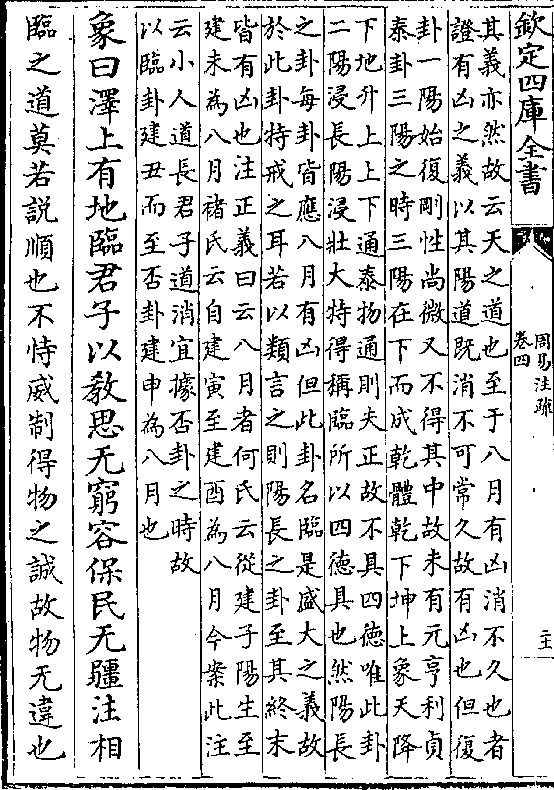 欽定四庫全書
周易注疏
卷四
其義亦然故云天之道也至于八月有凶消不久也者
證有凶之義以其陽道既消不可常久故有凶也但復
卦一陽始復剛性尚微又不得其中故未有元亨利貞
泰卦三陽之時三陽在下而成乾體乾下坤上象天降
下地升上上下通泰物通則失正故不具四徳唯此卦
二陽浸長陽浸壯大特得稱臨所以四徳具也然陽長
之卦每卦皆應八月有凶但此卦名臨是盛大之義故
於此卦特戒之耳若以類言之則陽長之卦至其終末
皆有凶也注正義曰云八月者何氏云從建子陽生至
建未為八月禇氏云自建寅至建酉為八月今案此注
云小人道長君子道消宜據否卦之時故
以臨卦建丑而至否卦建申為八月也
象曰澤上有地臨君子以教思无窮容保民无疆注相
臨之道莫若說順也不恃威制得物之誠故物无違也